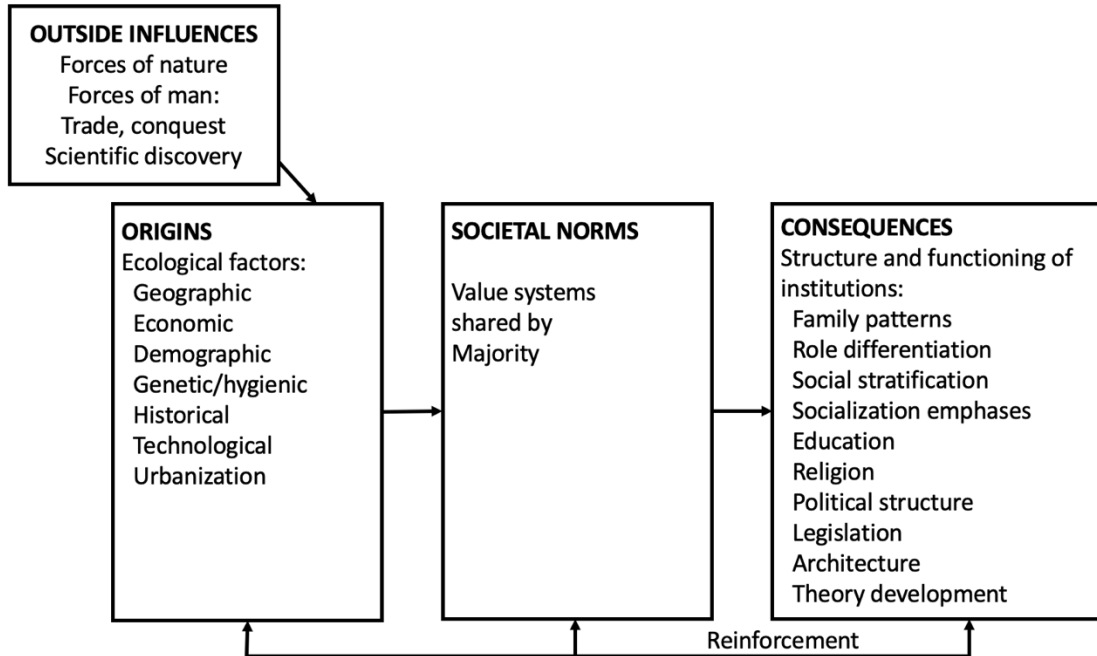 OUTSIDE INFLUENCES
Forces of nature
Forces of man:
Trade, conquest
Scientific discovery
ORIGINS
Ecological factors:
Geographic
Economic
Demographic
Genetic/hygienic
Historical
Technological
Urbanization
SOCIETAL NORMS
Value systems
shared by
Majority
CONSEQUENCES
Structure and functioning of
institutions:
Family patterns
Role differentiation
Social stratification
Socialization emphases
Education
Religion
Political structure
Legislation
Architecture
Theory development
Reinforcement